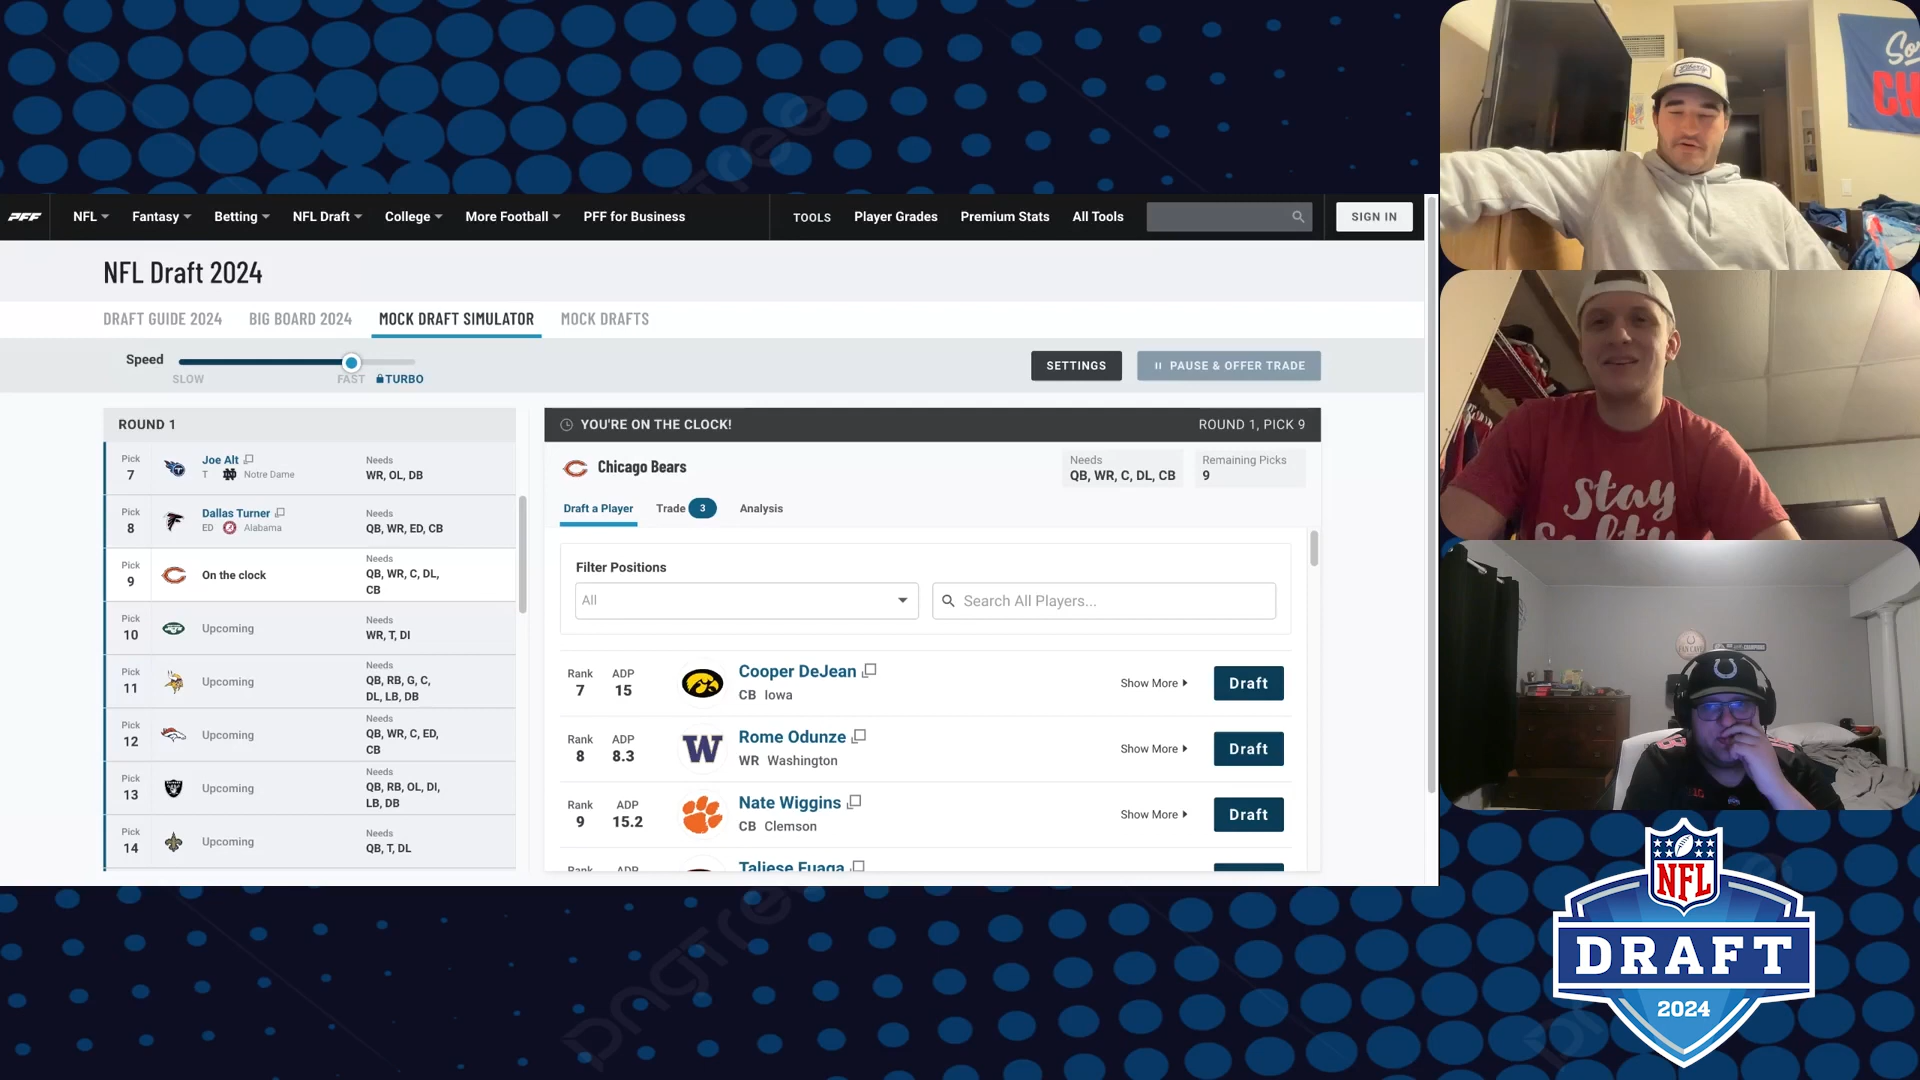 PFF
NFL
Fantasy
Betting
NFL Draft
College
More Football
PFF for Business
TOOLS
Player Grades
Premium Stats
All Tools
SIGN IN
NFL Draft 2024
DRAFT GUIDE 2024
BIG BOARD 2024
MOCK DRAFT SIMULATOR
MOCK DRAFTS
Speed
SLOW
FAST
TURBO
SETTINGS
PAUSE & OFFER TRADE
ROUND 1
Pick
7
Joe Alt
T
Notre Dame
Needs
WR, OL, DB
Pick
8
Dallas Turner
ED
Alabama
Needs
QB, WR, ED, CB
Pick
9
On the clock
Needs
QB, WR, C, DL,
CB
Pick
10
Upcoming
Needs
WR, T, DI
Pick
11
Upcoming
Needs
QB, RB, G, C,
DL, LB, DB
Pick
12
Upcoming
Needs
QB, WR, C, ED,
CB
Pick
13
Upcoming
Needs
QB, RB, OL, DI,
LB, DB
Pick
14
Upcoming
Needs
QB, T, DL
YOU'RE ON THE CLOCK!
ROUND 1, PICK 9
Chicago Bears
Needs
QB, WR, C, DL, CB
Remaining Picks
9
Draft a Player
Trade 3
Analysis
Filter Positions
All
Search All Players...
Rank
7
ADP
15
Cooper DeJean
CB Iowa
Show More
Draft
Rank
8
ADP
8.3
W
Rome Odunze
WR Washington
Show More
Draft
Rank
9
ADP
15.2
Nate Wiggins
CB Clemson
Show More
Draft
Rank
ADP
Taliese Fuaga
Liberty
Stay
Salty
NFL
DRAFT
2024
pngtree